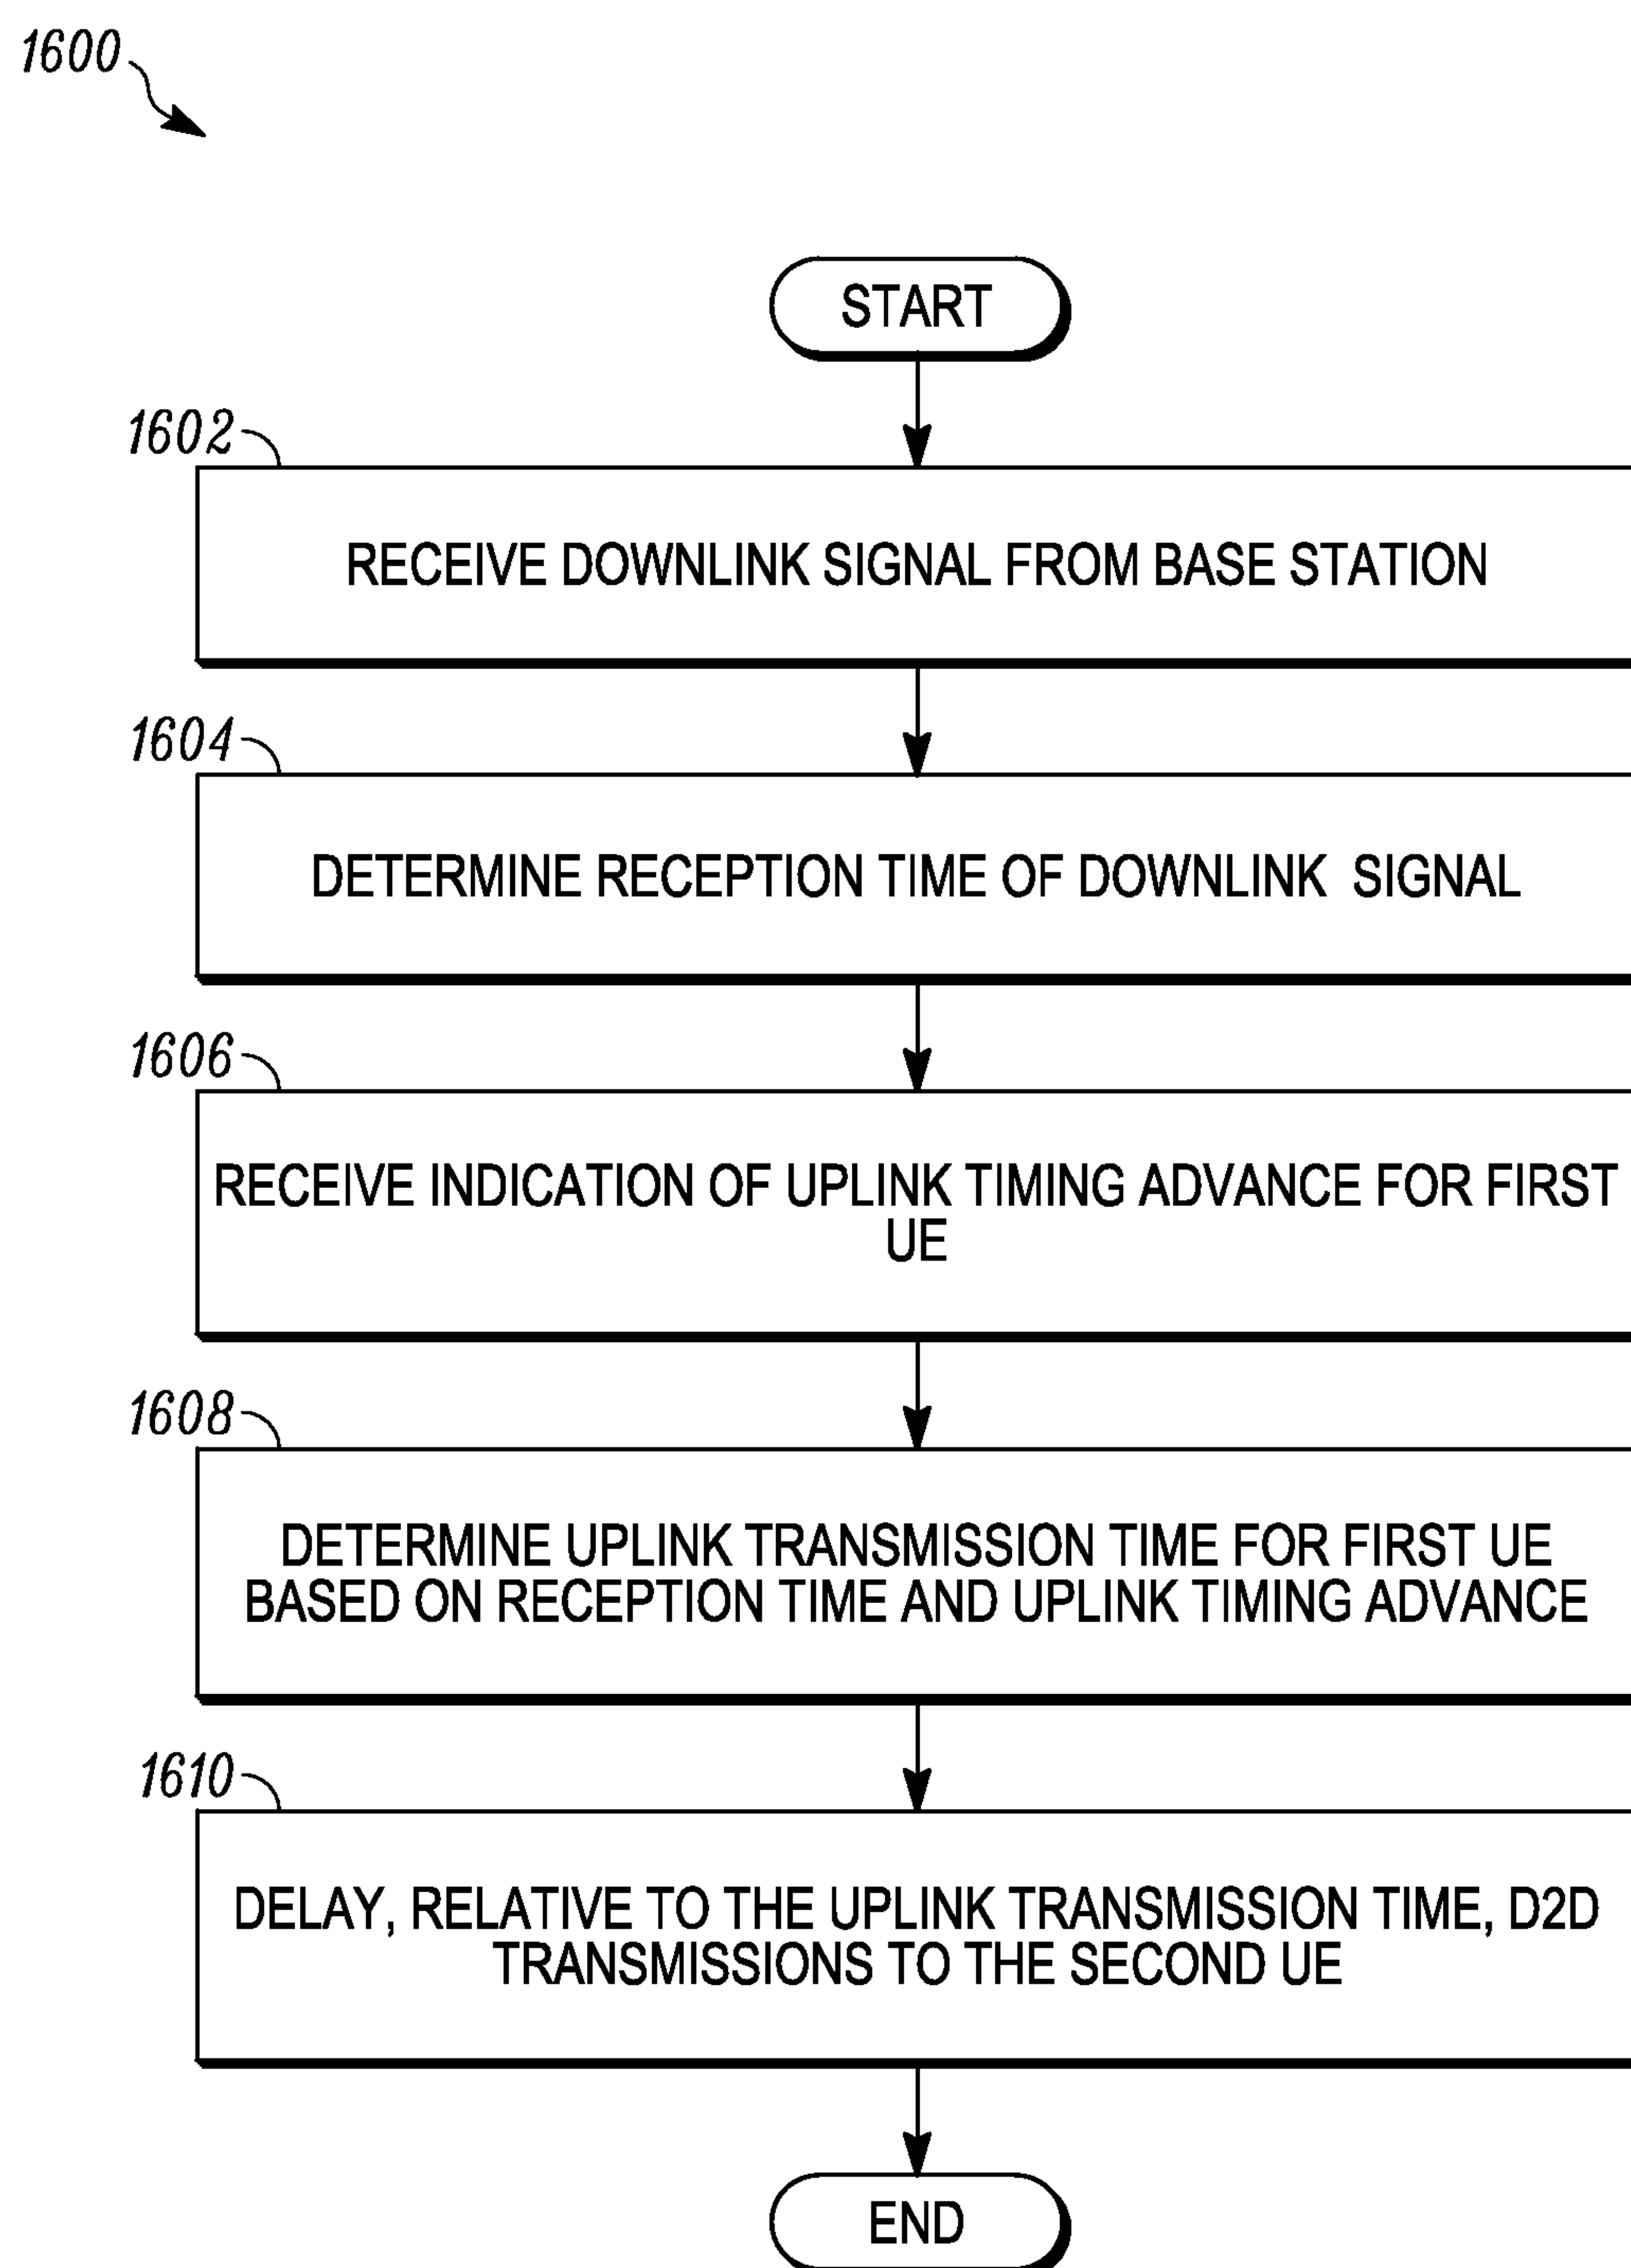 1600
START
1602
RECEIVE DOWNLINK SIGNAL FROM BASE STATION
1604
DETERMINE RECEPTION TIME OF DOWNLINK SIGNAL
1606
RECEIVE INDICATION OF UPLINK TIMING ADVANCE FOR FIRST
UE
1608
DETERMINE UPLINK TRANSMISSION TIME FOR FIRST UE
BASED ON RECEPTION TIME AND UPLINK TIMING ADVANCE
1610
DELAY, RELATIVE TO THE UPLINK TRANSMISSION TIME, D2D
TRANSMISSIONS TO THE SECOND UE
END